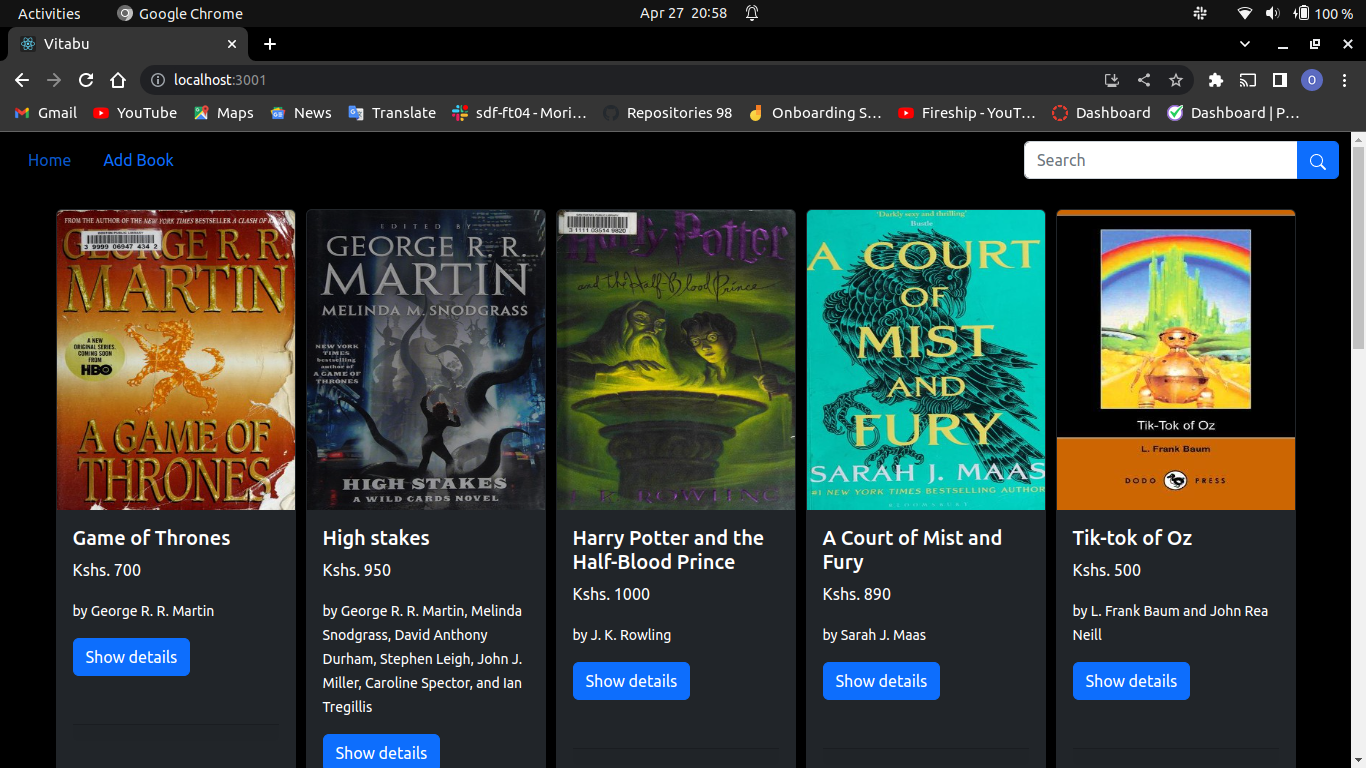 Activities Google Chrome Apr 27 20:58 100 %
Vitabu
localhost:3001 O
Gmail YouTube Maps News Translate sdf-ft04 - Mori… Repositories 98 Onboarding S… Fireship - YouT… Dashboard Dashboard | P…
Home Add Book Search
FROM THE AUTHOR OF THE NEW YORK TIMES BESTSELLER A CLASH OF K
3 9999 06947 434 2
GEORGE R. R.
MARTIN
A NEW
ORIGINAL SERIES
COMING SOON
FROM
HBO
A GAME OF
THRONES
EDITED BY
GEORGE R. R.
MARTIN
MELINDA M. SNODGRASS
NEW YORK
TIMES
bestselling
author of
A GAME OF
THRONES
HIGH STAKES
A WILD CARDS NOVEL
3 1111 03514 9820
Harry Potter
and the Half-Blood Prince
J. K. ROWLING
'Darkly sexy and thrilling'
Bustle
A COURT
OF
MIST
AND
FURY
SARAH J. MAAS
#1 NEW YORK TIMES BESTSELLING AUTHOR
BLOOMSBURY
Tik-Tok of Oz
L. Frank Baum
DODO PRESS
Game of Thrones
Kshs. 700
by George R. R. Martin
Show details
High stakes
Kshs. 950
by George R. R. Martin, Melinda
Snodgrass, David Anthony
Durham, Stephen Leigh, John J.
Miller, Caroline Spector, and Ian
Tregillis
Show details
Harry Potter and the
Half-Blood Prince
Kshs. 1000
by J. K. Rowling
Show details
A Court of Mist and
Fury
Kshs. 890
by Sarah J. Maas
Show details
Tik-tok of Oz
Kshs. 500
by L. Frank Baum and John Rea
Neill
Show details